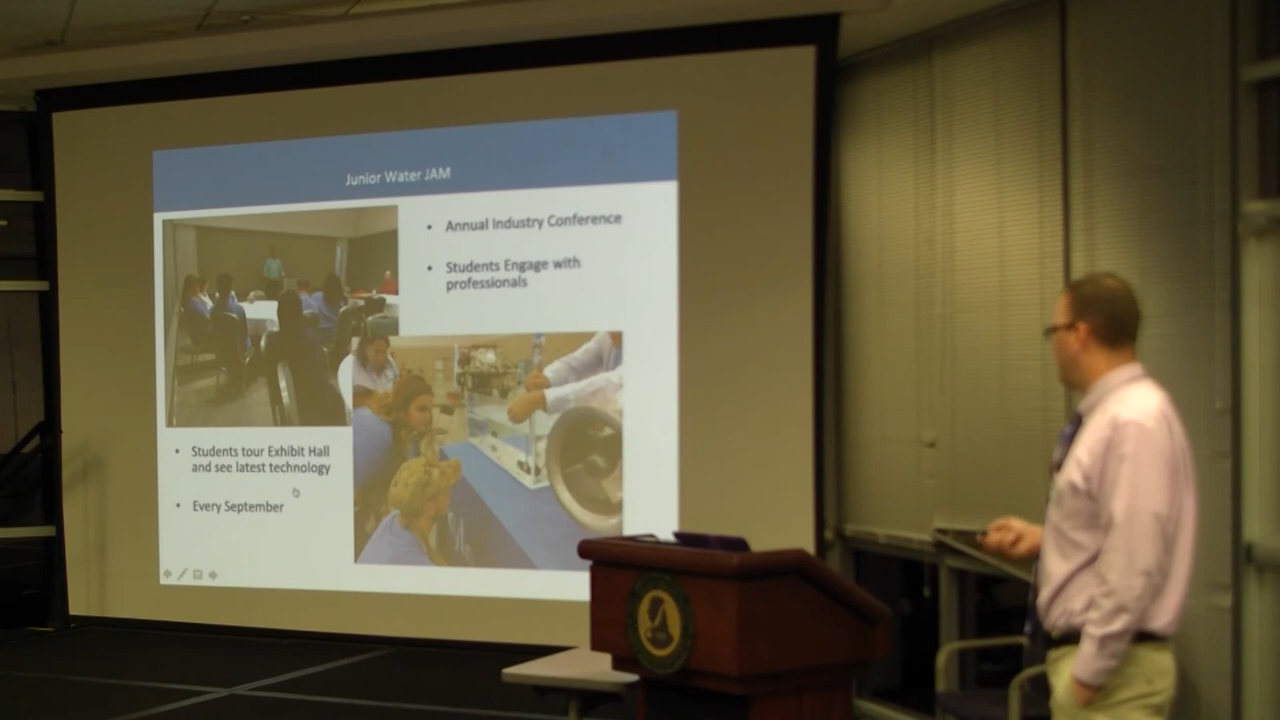 Junior Water JAM
• Annual Industry Conference
• Students Engage with
professionals
• Students tour Exhibit Hall
and see latest technology
• Every September